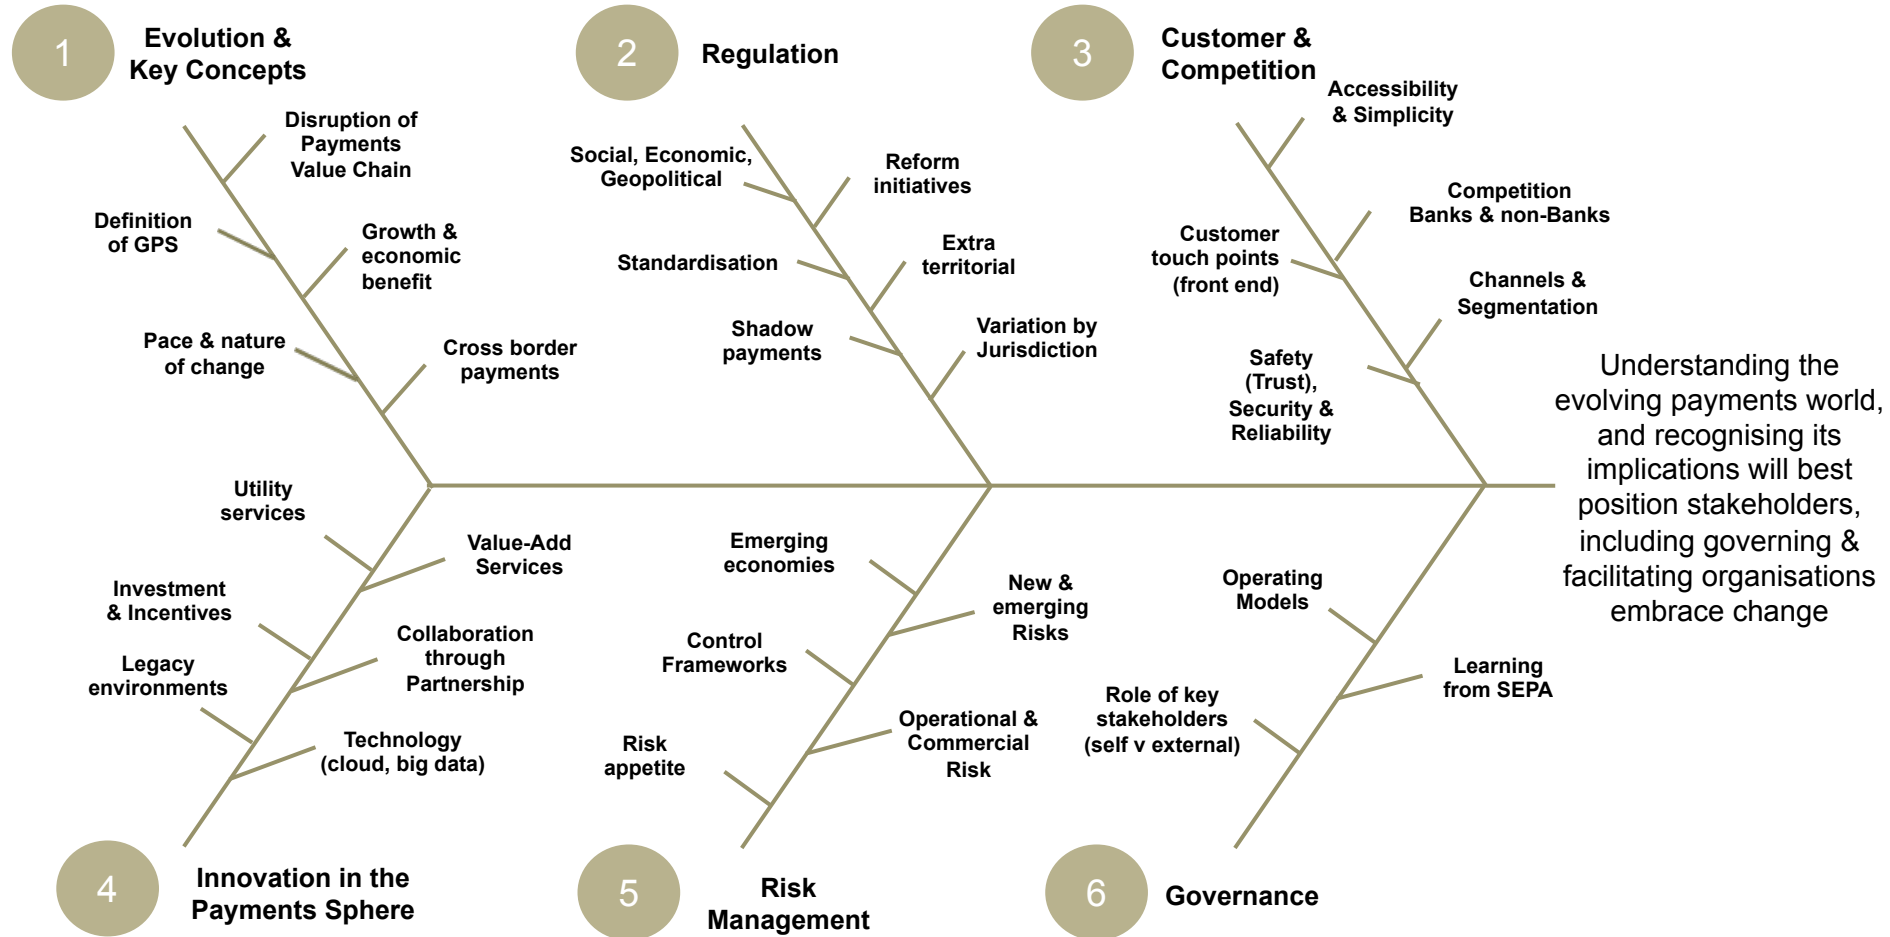 1
Evolution &
Key Concepts
Disruption of
Payments
Value Chain
Definition
of GPS
Growth &
economic
benefit
Pace & nature
of change
Cross border
payments
2
Regulation
Social, Economic,
Geopolitical
Reform
initiatives
Standardisation
Extra
territorial
Shadow
payments
Variation by
Jurisdiction
3
Customer &
Competition
Accessibility
& Simplicity
Competition
Banks & non-Banks
Customer
touch points
(front end)
Channels &
Segmentation
Safety
(Trust),
Security &
Reliability
Understanding the
evolving payments world,
and recognising its
implications will best
position stakeholders,
including governing &
facilitating organisations
embrace change
Utility
services
Value-Add
Services
Investment
& Incentives
Collaboration
through
Partnership
Legacy
environments
Technology
(cloud, big data)
4
Innovation in the
Payments Sphere
Emerging
economies
New &
emerging
Risks
Control
Frameworks
Operational &
Commercial
Risk
Risk
appetite
5
Risk
Management
Operating
Models
Learning
from SEPA
Role of key
stakeholders
(self v external)
6
Governance